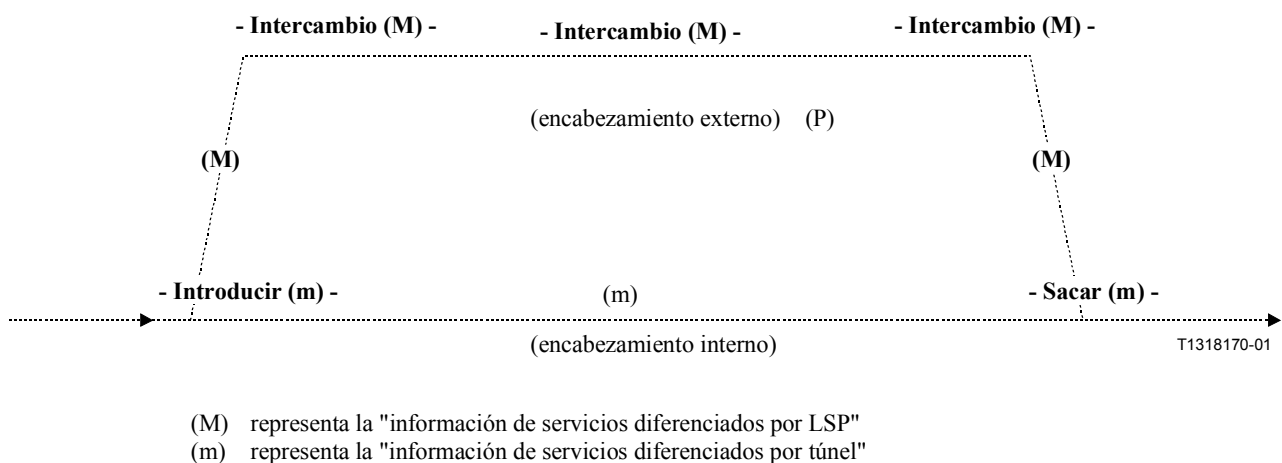 - Intercambio (M) - - Intercambio (M) - - Intercambio (M) -
(encabezamiento externo) (P)
(M) (M)
- Introducir (m) - (m) - Sacar (m) -
(encabezamiento interno) T1318170-01
(M) representa la "información de servicios diferenciados por LSP"
(m) representa la "información de servicios diferenciados por túnel"